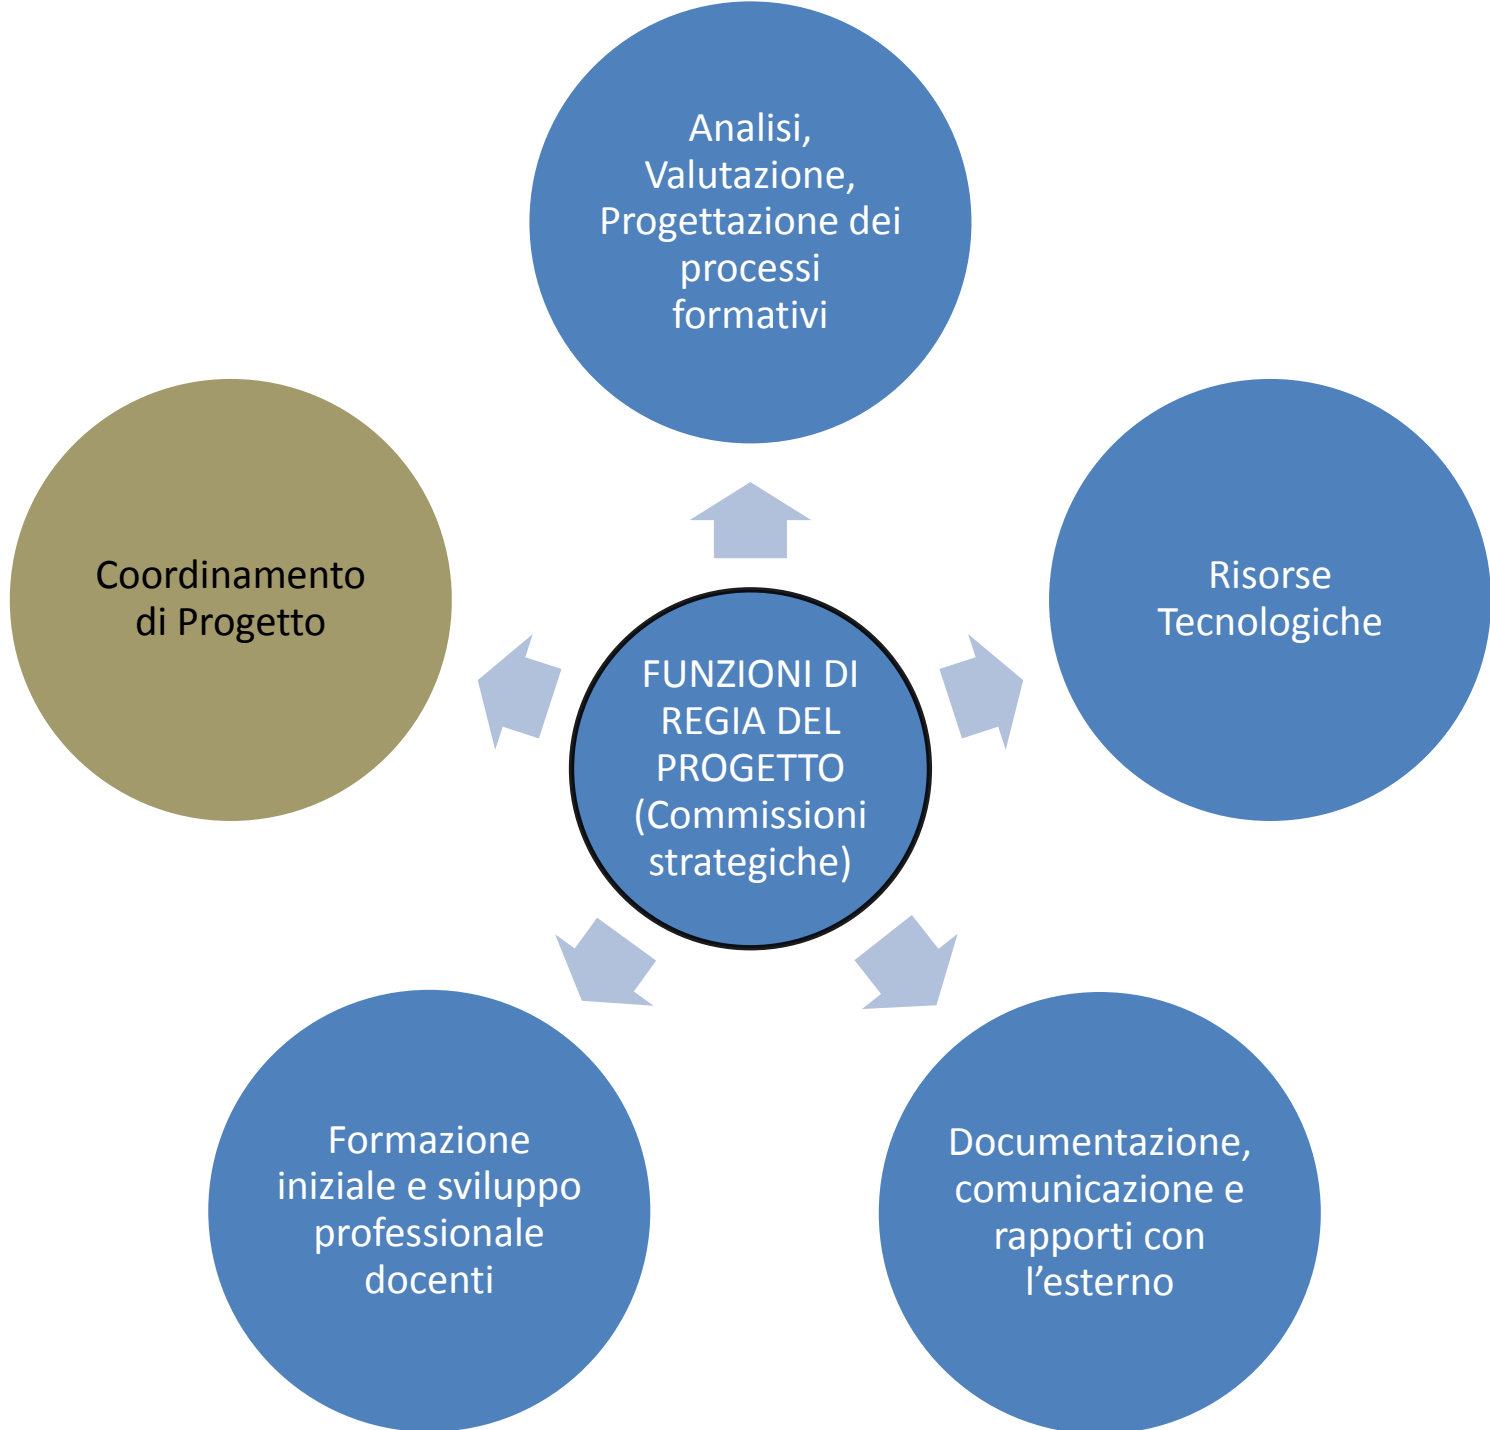 Analisi,
Valutazione,
Progettazione dei
processi
formativi
Coordinamento
di Progetto
Risorse
Tecnologiche
FUNZIONI DI
REGIA DEL
PROGETTO
(Commissioni
strategiche)
Formazione
iniziale e sviluppo
professionale
docenti
Documentazione,
comunicazione e
rapporti con
l’esterno